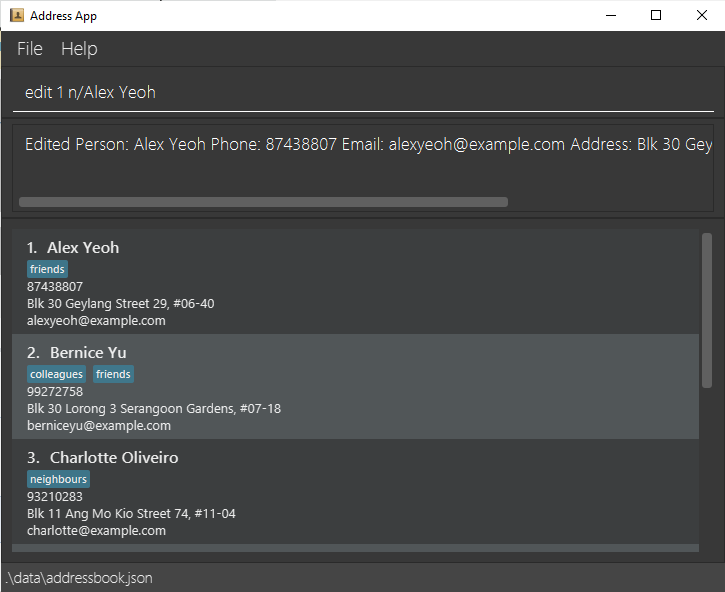 Address App
File Help
edit 1 n/Alex Yeoh
Edited Person: Alex Yeoh Phone: 87438807 Email: alexyeoh@example.com Address: Blk 30 Gey
1. Alex Yeoh
friends
87438807
Blk 30 Geylang Street 29, #06-40
alexyeoh@example.com
2. Bernice Yu
colleagues friends
99272758
Blk 30 Lorong 3 Serangoon Gardens, #07-18
berniceyu@example.com
3. Charlotte Oliveiro
neighbours
93210283
Blk 11 Ang Mo Kio Street 74, #11-04
charlotte@example.com
.\data\addressbook.json